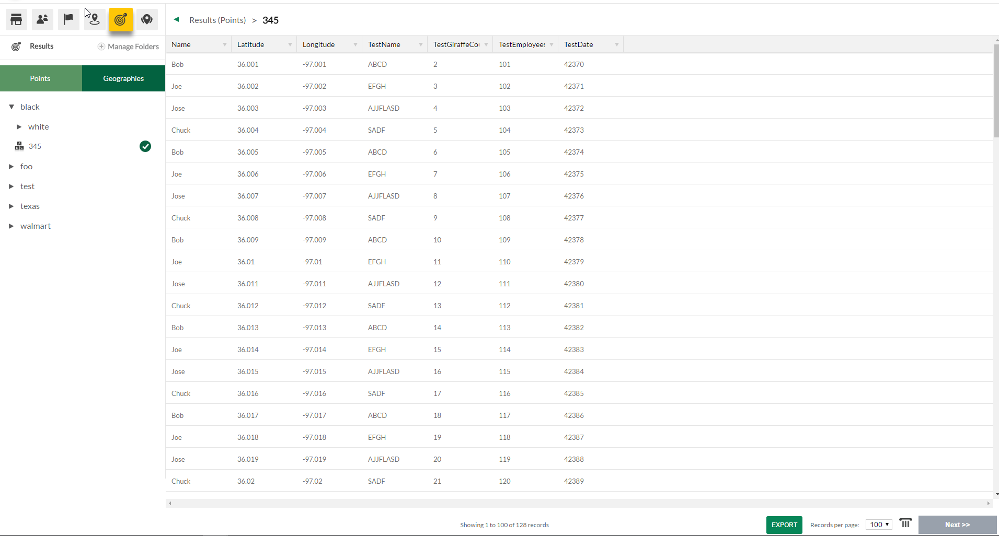 Results (Points) > 345
Results
Manage Folders
Points
Geographies
black
white
345
foo
test
texas
walmart
Name Latitude Longitude TestName TestGiraffeCou TestEmployees TestDate
Bob 36.001 -97.001 ABCD 2 101 42370
Joe 36.002 -97.002 EFGH 3 102 42371
Jose 36.003 -97.003 AJJFLASD 4 103 42372
Chuck 36.004 -97.004 SADF 5 104 42373
Bob 36.005 -97.005 ABCD 6 105 42374
Joe 36.006 -97.006 EFGH 7 106 42375
Jose 36.007 -97.007 AJJFLASD 8 107 42376
Chuck 36.008 -97.008 SADF 9 108 42377
Bob 36.009 -97.009 ABCD 10 109 42378
Joe 36.01 -97.01 EFGH 11 110 42379
Jose 36.011 -97.011 AJJFLASD 12 111 42380
Chuck 36.012 -97.012 SADF 13 112 42381
Bob 36.013 -97.013 ABCD 14 113 42382
Joe 36.014 -97.014 EFGH 15 114 42383
Jose 36.015 -97.015 AJJFLASD 16 115 42384
Chuck 36.016 -97.016 SADF 17 116 42385
Bob 36.017 -97.017 ABCD 18 117 42386
Joe 36.018 -97.018 EFGH 19 118 42387
Jose 36.019 -97.019 AJJFLASD 20 119 42388
Chuck 36.02 -97.02 SADF 21 120 42389
Showing 1 to 100 of 128 records
EXPORT
Records per page: 100
Next >>